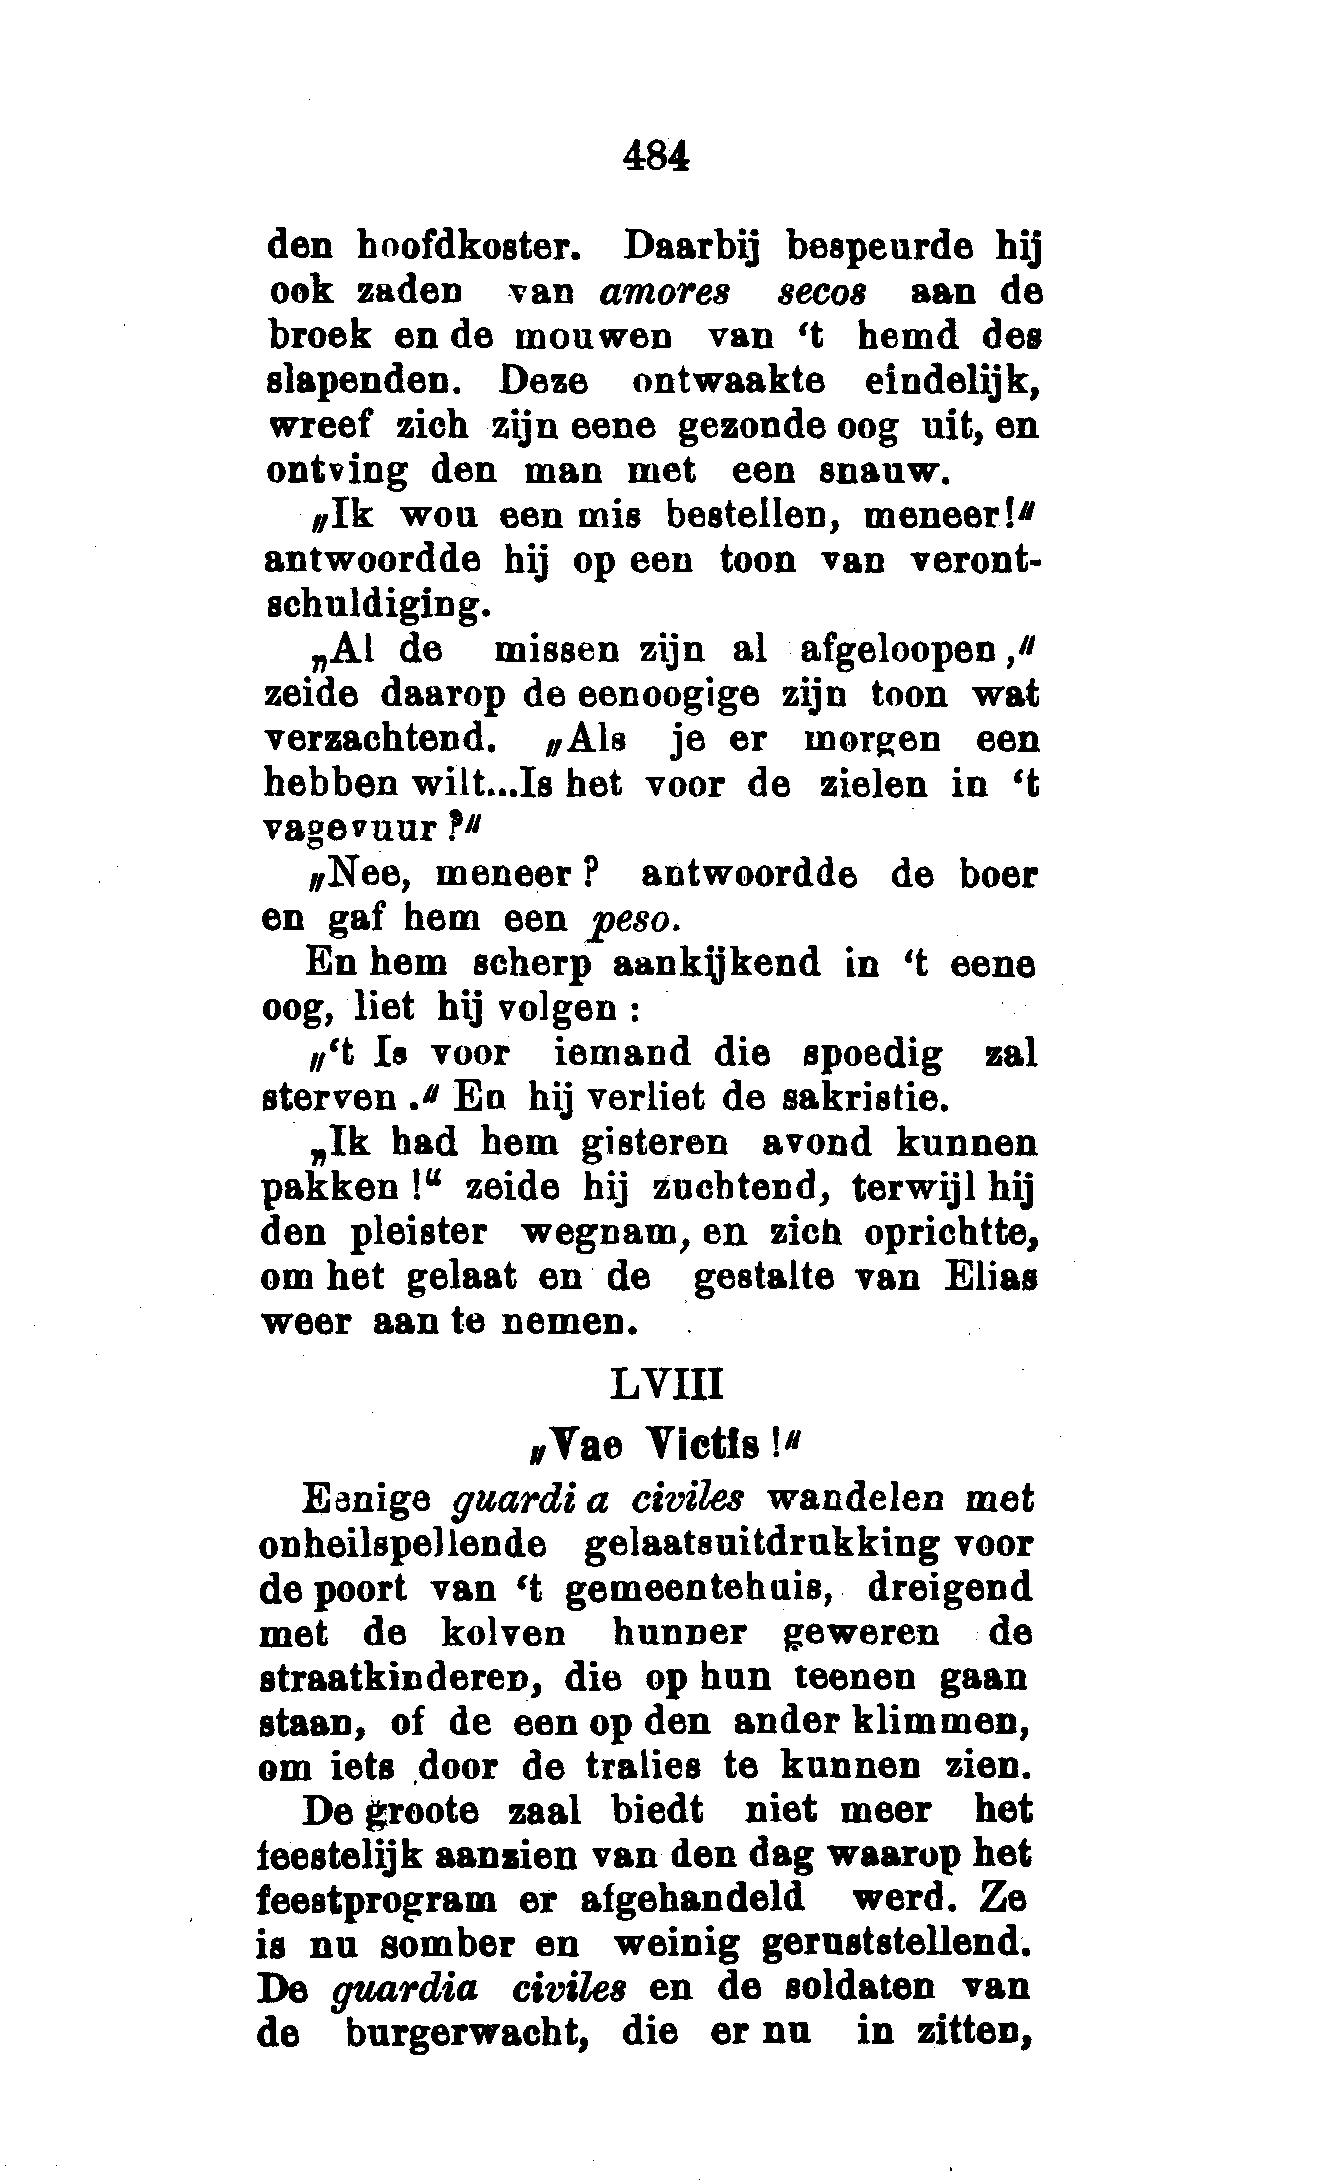 484
den hoofdkoster. Daarbij bespeurde hij
ook zaden van amores secos aan de
broek en de mouwen van ‘t hemd des
slapenden. Deze ontwaakte eindelijk,
wreef zich zijn eene gezonde oog uit, en
ontving den man met een snauw.
„Ik wou een mis bestellen, meneer!“
antwoordde hij op een toon van veront-
schuldiging.
„Al de missen zijn al afgeloopen ,“
zeide daarop de eenoogige zijn toon wat
verzachtend. „Als je er morgen een
hebben wilt...Is het voor de zielen in ‘t
vagevuur ?“
„Nee, meneer ? antwoordde de boer
en gaf hem een peso.
En hem scherp aankijkend in ‘t eene
oog, liet hij volgen :
„‘t Is voor iemand die spoedig zal
sterven .“ En hij verliet de sakristie.
„Ik had hem gisteren avond kunnen
pakken !“ zeide hij zuchtend, terwijl hij
den pleister wegnam, en zich oprichtte,
om het gelaat en de gestalte van Elias
weer aan te nemen.
LVIII
„Vae Victis !“
Eenige guardi a civiles wandelen met
onheilspellende gelaatsuitdrukking voor
de poort van ‘t gemeentehuis, dreigend
met de kolven hunner geweren de
straatkinderen, die op hun teenen gaan
staan, of de een op den ander klimmen,
om iets door de tralies te kunnen zien.
De groote zaal biedt niet meer het
feestelijk aanzien van den dag waarop het
feestprogram er afgehandeld werd. Ze
is nu somber en weinig geruststellend.
De guardia civiles en de soldaten van
de burgerwacht, die er nu in zitten,